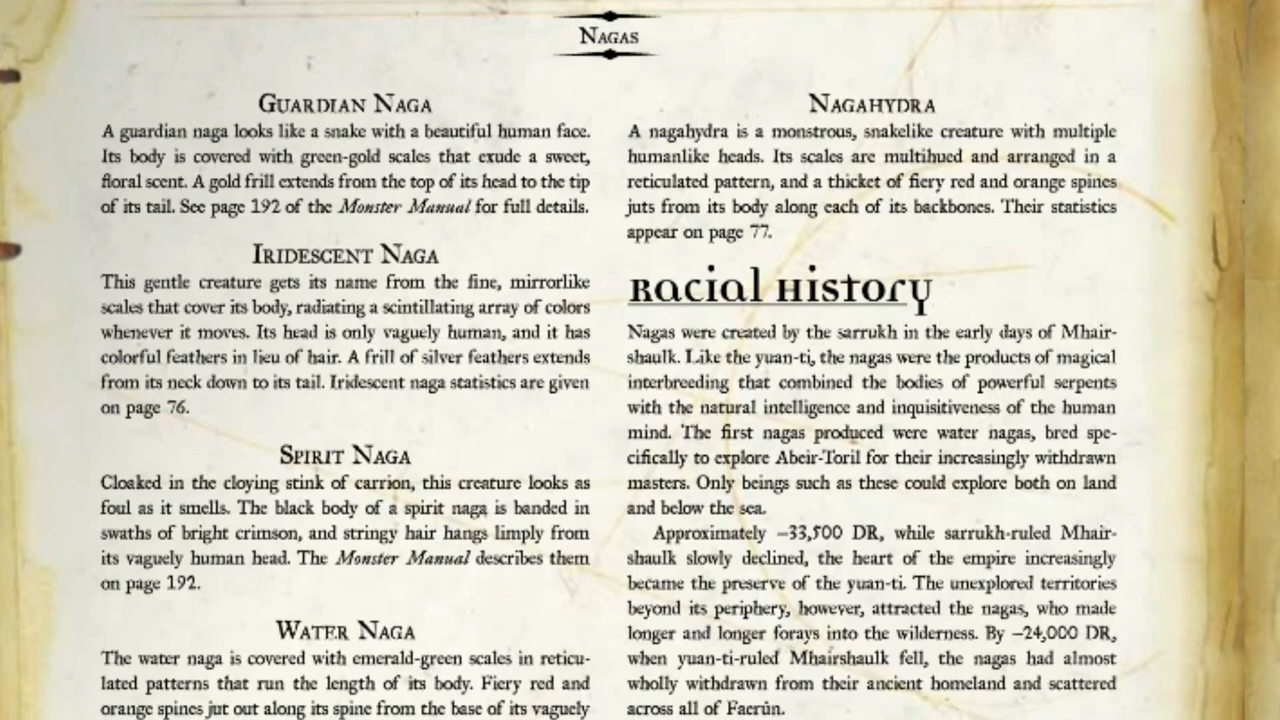 Nagas
Guardian Naga
A guardian naga looks like a snake with a beautiful human face.
Its body is covered with green-gold scales that exude a sweet,
floral scent. A gold frill extends from the top of its head to the tip
of its tail. See page 192 of the Monster Manual for full details.
Iridescent Naga
This gentle creature gets its name from the fine, mirrorlike
scales that cover its body, radiating a scintillating array of colors
whenever it moves. Its head is only vaguely human, and it has
colorful feathers in lieu of hair. A frill of silver feathers extends
from its neck down to its tail. Iridescent naga statistics are given
on page 76.
Spirit Naga
Cloaked in the cloying stink of carrion, this creature looks as
foul as it smells. The black body of a spirit naga is banded in
swaths of bright crimson, and stringy hair hangs limply from
its vaguely human head. The Monster Manual describes them
on page 192.
Water Naga
The water naga is covered with emerald-green scales in reticu-
lated patterns that run the length of its body. Fiery red and
orange spines jut out along its spine from the base of its vaguely
Nagahydra
A nagahydra is a monstrous, snakelike creature with multiple
humanlike heads. Its scales are multihued and arranged in a
reticulated pattern, and a thicket of fiery red and orange spines
juts from its body along each of its backbones. Their statistics
appear on page 77.
Racial History
Nagas were created by the sarrukh in the early days of Mhair-
shaulk. Like the yuan-ti, the nagas were the products of magical
interbreeding that combined the bodies of powerful serpents
with the natural intelligence and inquisitiveness of the human
mind. The first nagas produced were water nagas, bred spe-
cifically to explore Abeir-Toril for their increasingly withdrawn
masters. Only beings such as these could explore both on land
and below the sea.
Approximately –33,500 DR, while sarrukh-ruled Mhair-
shaulk slowly declined, the heart of the empire increasingly
became the preserve of the yuan-ti. The unexplored territories
beyond its periphery, however, attracted the nagas, who made
longer and longer forays into the wilderness. By –24,000 DR,
when yuan-ti-ruled Mhairshaulk fell, the nagas had almost
wholly withdrawn from their ancient homeland and scattered
across all of Faerûn.